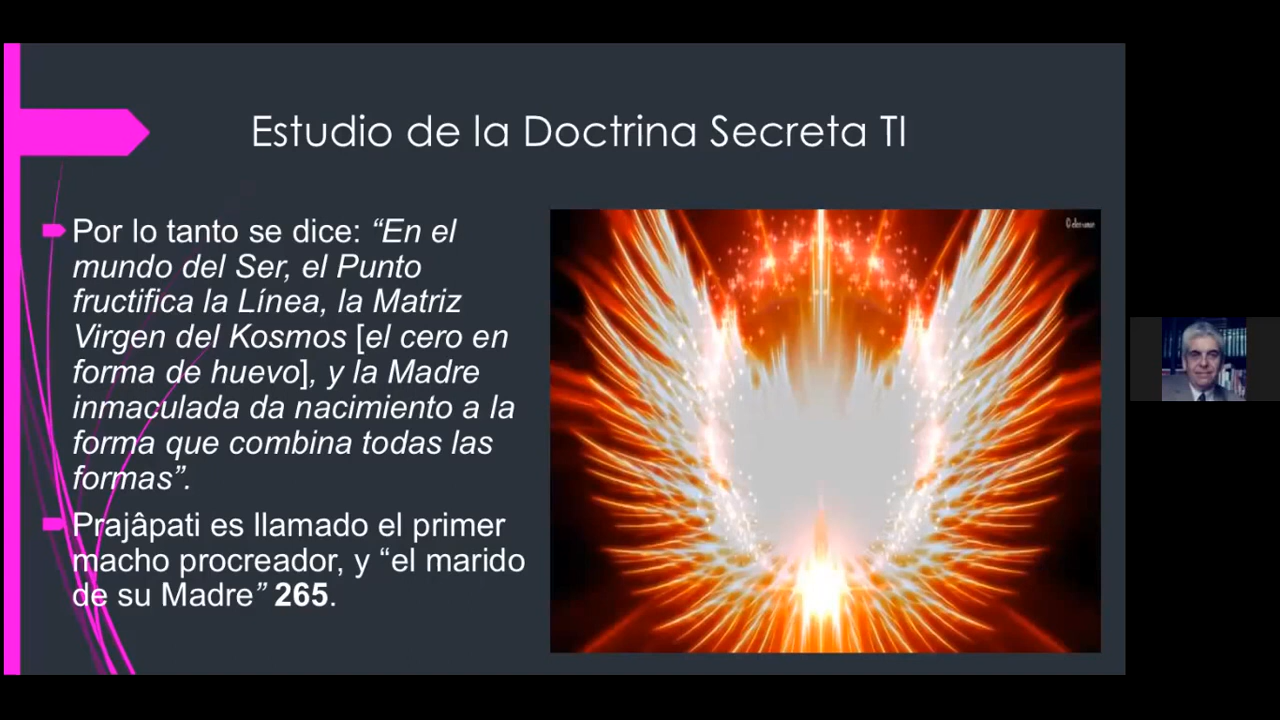 Estudio de la Doctrina Secreta TI
Por lo tanto se dice: “En el
mundo del Ser, el Punto
fructifica la Línea, la Matriz
Virgen del Kosmos [el cero en
forma de huevo], y la Madre
inmaculada da nacimiento a la
forma que combina todas las
formas”.
Prajâpati es llamado el primer
macho procreador, y “el marido
de su Madre” 265.